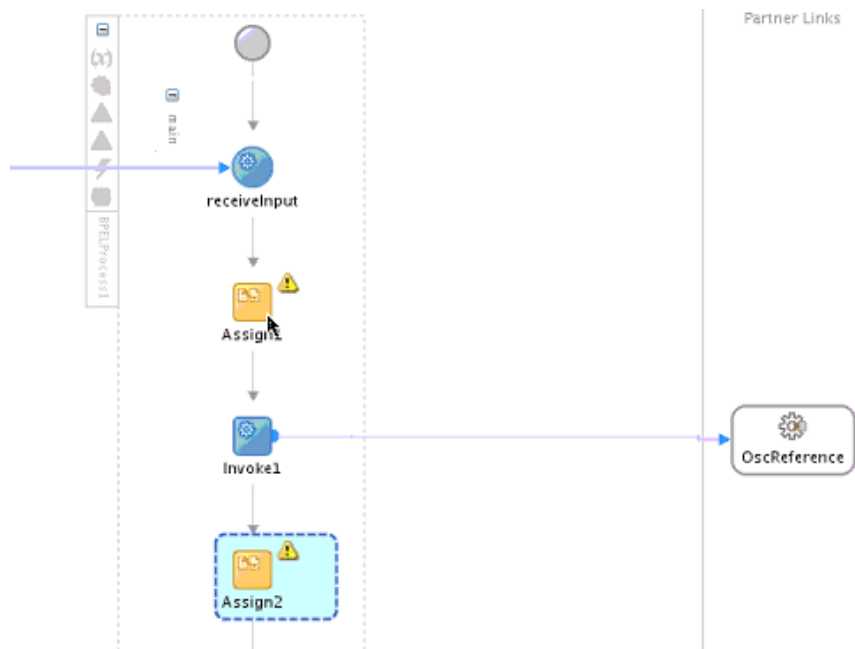 Partner Links
(x)
main
receiveInput
BPELProcess1
Assign1
Invoke1
OscReference
Assign2